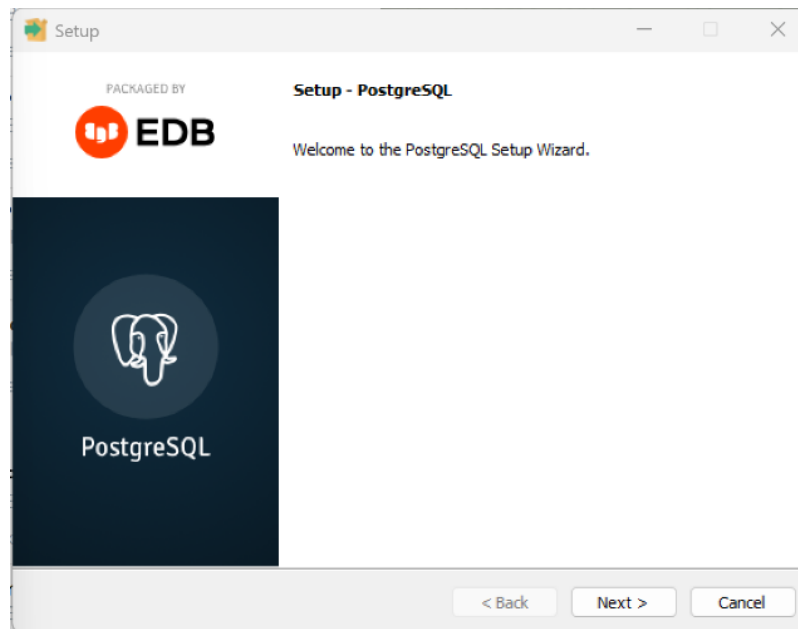 Setup
PACKAGED BY
EDB
Setup - PostgreSQL
Welcome to the PostgreSQL Setup Wizard.
PostgreSQL
< Back
Next >
Cancel